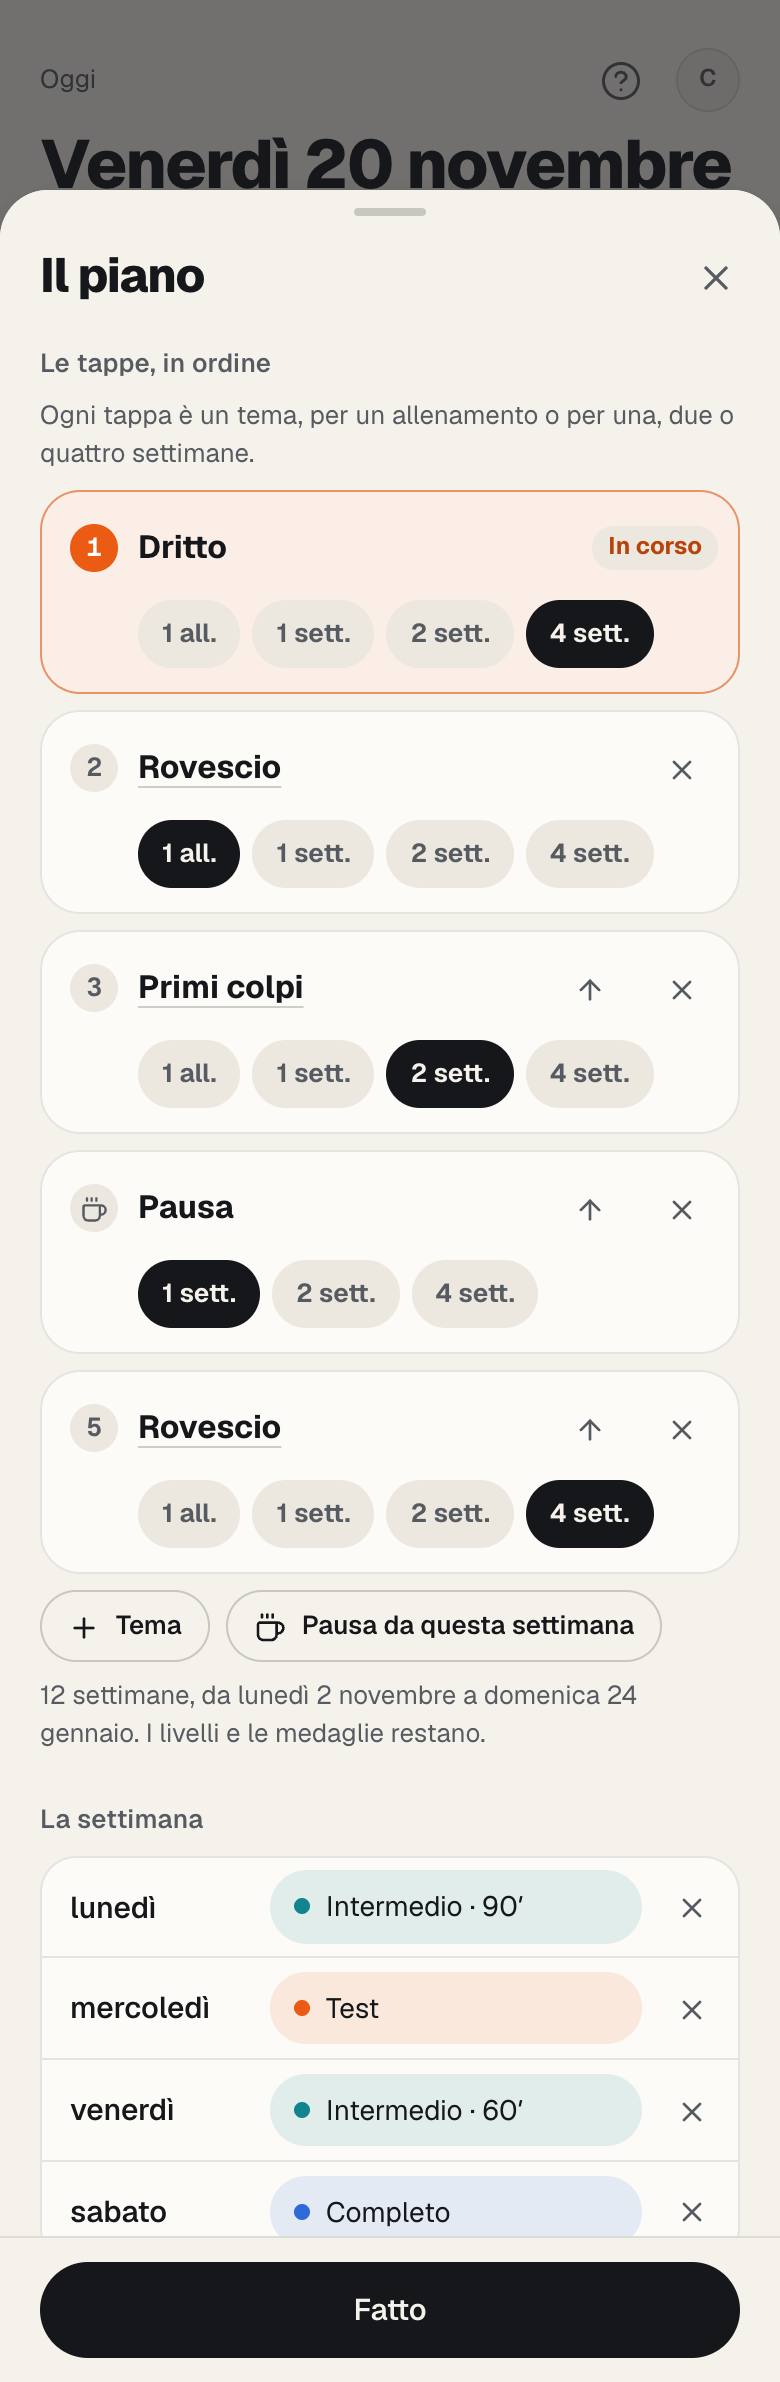 Oggi
C
Venerdì 20 novembre
Il piano
Le tappe, in ordine
Ogni tappa è un tema, per un allenamento o per una, due o
quattro settimane.
1 Dritto In corso
1 all. 1 sett. 2 sett. 4 sett.
2 Rovescio
1 all. 1 sett. 2 sett. 4 sett.
3 Primi colpi
1 all. 1 sett. 2 sett. 4 sett.
Pausa
1 sett. 2 sett. 4 sett.
5 Rovescio
1 all. 1 sett. 2 sett. 4 sett.
Tema Pausa da questa settimana
12 settimane, da lunedì 2 novembre a domenica 24
gennaio. I livelli e le medaglie restano.
La settimana
lunedì Intermedio · 90′
mercoledì Test
venerdì Intermedio · 60′
sabato Completo
Fatto